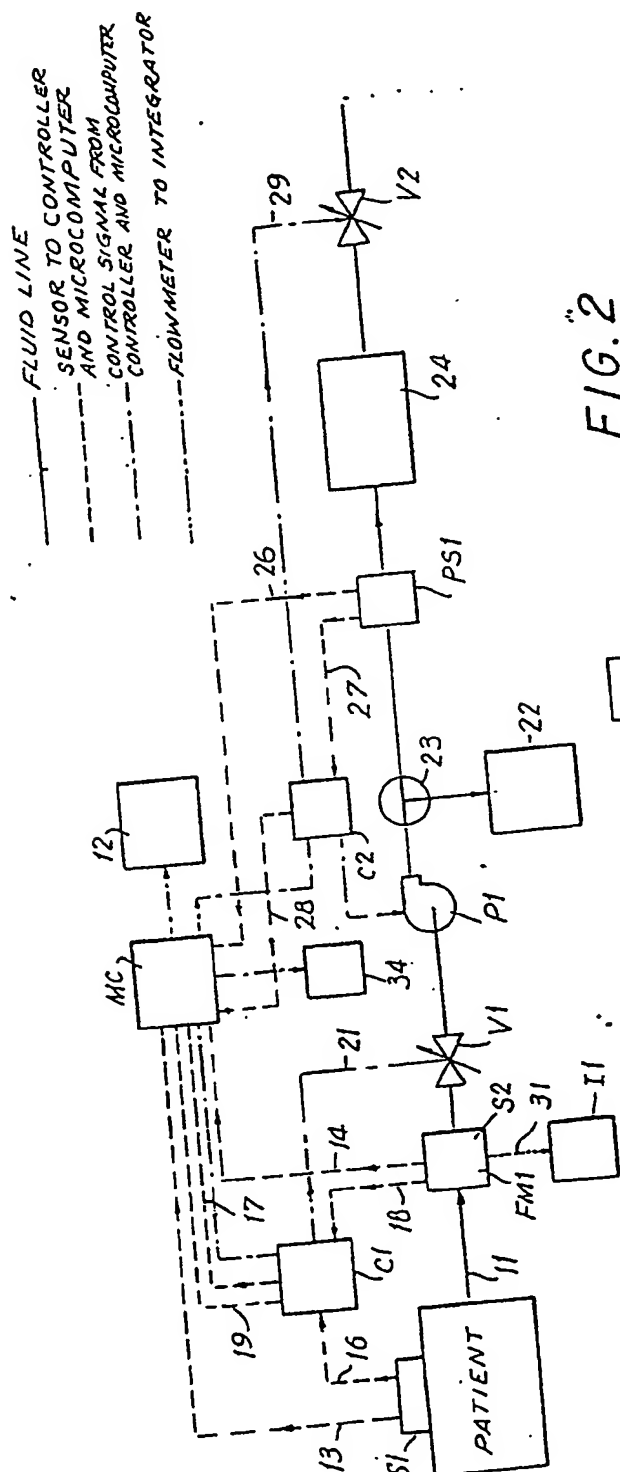 FLUID LINE
SENSOR TO CONTROLLER
AND MICROCOMPUTER
CONTROL SIGNAL FROM
CONTROLLER AND MICROCOMPUTER
FLOWMETER TO INTEGRATOR
29
V2
24
26
PS1
27
12
MC
C2
23
22
28
34
P1
21
V1
14
S2
17
18
FM1
31
I1
19
C1
11
16
13
S1
PATIENT
FIG. 2